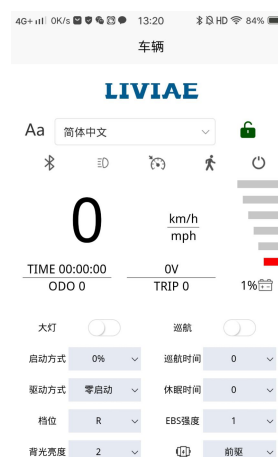 4G+ 0K/s 13:20 HD 84%
车辆
LIVIAE
Aa 简体中文
0 km/h
mph
TIME 00:00:00 0V
ODO 0 TRIP 0 1%
大灯 巡航
启动方式 0% 巡航时间 0
驱动方式 零启动 休眠时间 0
档位 R EBS强度 1
背光亮度 2 前驱